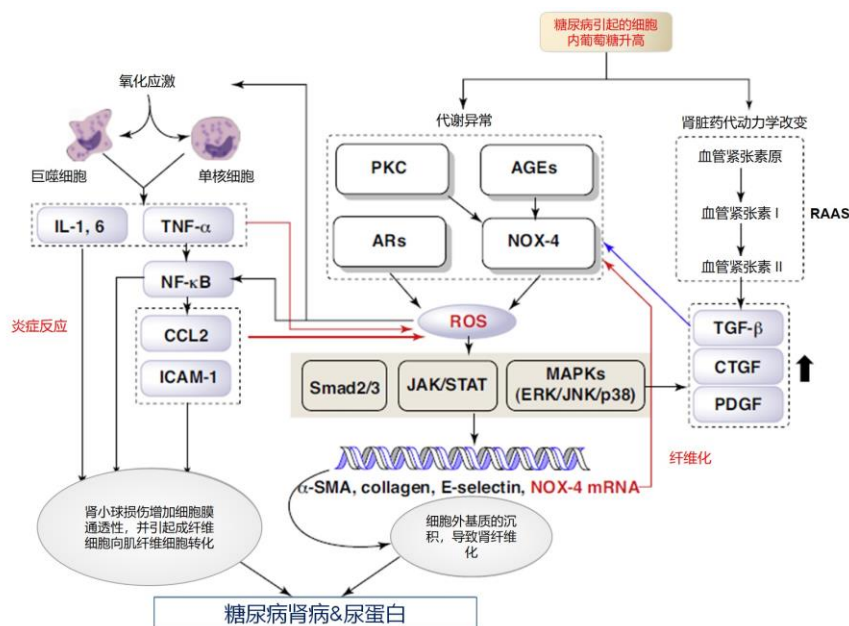 糖尿病引起的细胞
内葡萄糖升高
氧化应激
代谢异常
肾脏药代动力学改变
巨噬细胞
单核细胞
PKC
AGEs
ARs
NOX-4
血管紧张素原
血管紧张素 I
血管紧张素 II
RAAS
IL-1, 6
TNF-α
NF-κB
炎症反应
CCL2
ICAM-1
ROS
TGF-β
CTGF
PDGF
Smad2/3
JAK/STAT
MAPKs
(ERK/JNK/p38)
纤维化
α-SMA, collagen, E-selectin, NOX-4 mRNA
肾小球损伤增加细胞膜
通透性，并引起成纤维
细胞向肌纤维细胞转化
细胞外基质的沉
积，导致肾纤维
化
糖尿病肾病&尿蛋白